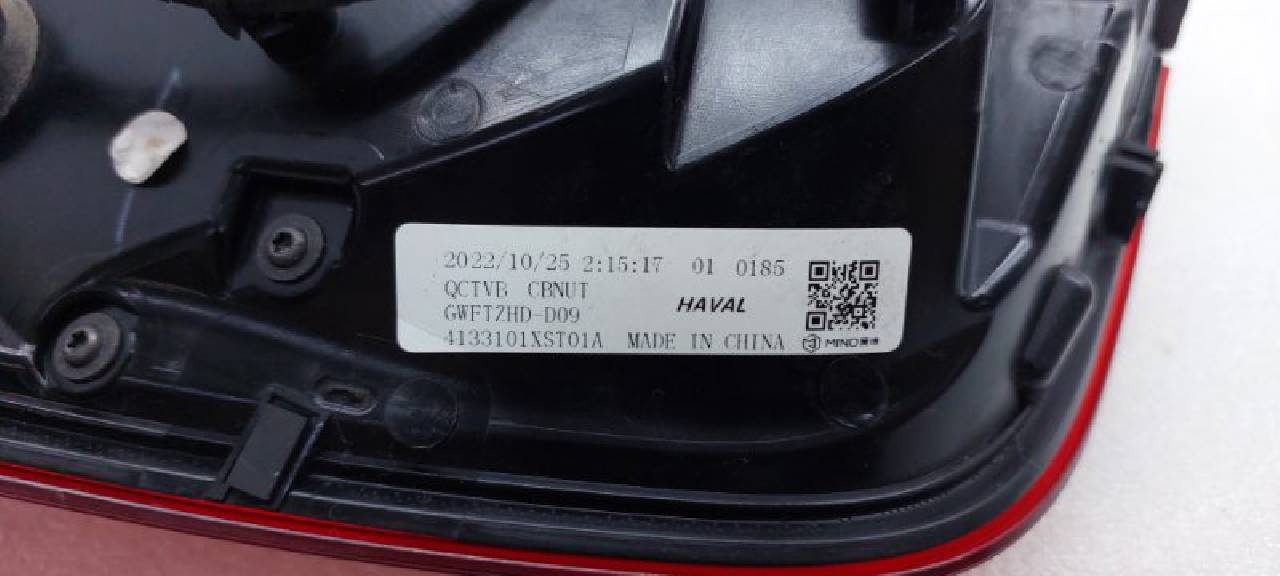 2022/10/25 2:15:17 01 0185
QCTVB CBNUT
GWFTZHD-D09 HAVAL
4133101XST01A MADE IN CHINA MIND